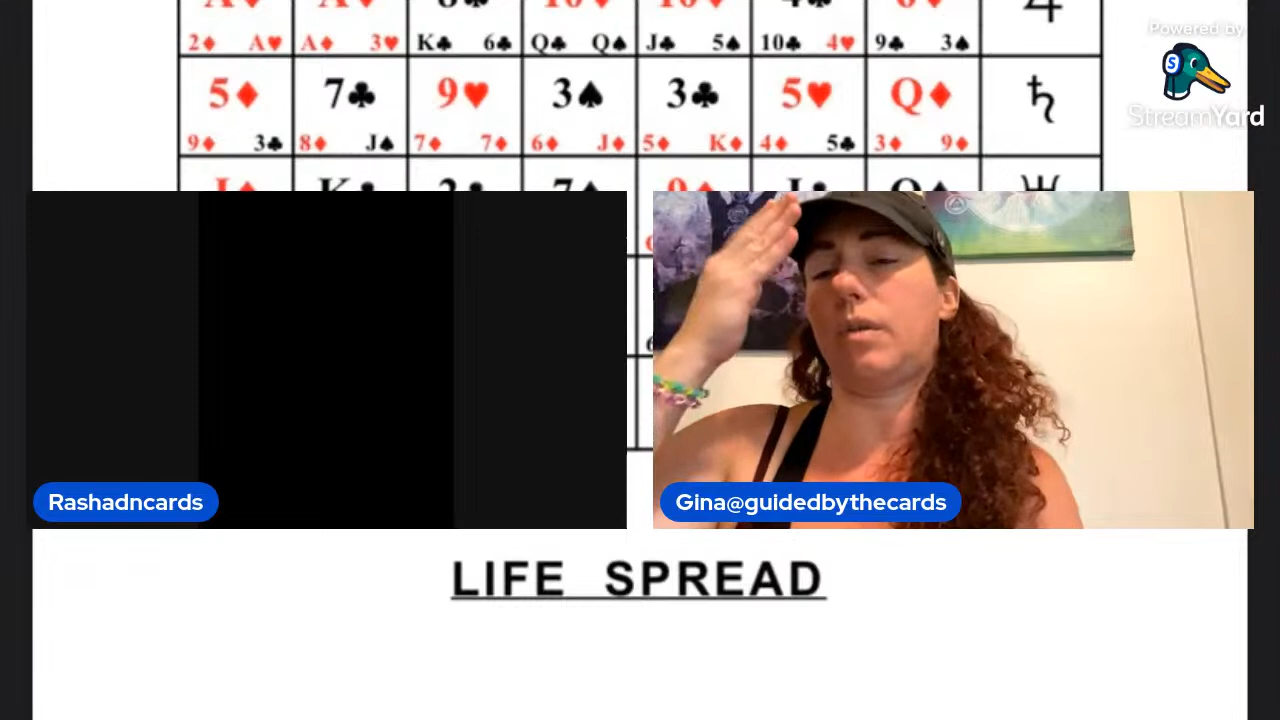 Powered by
StreamYard
2♦ A♥ A♦ 3♥ K♣ 6♣ Q♣ Q♠ J♣ 5♠ 10♣ 4♥ 9♣ 3♠
5♦ 7♣ 9♥ 3♠ 3♣ 5♥ Q♦ ♄
9♦ 3♣ 8♦ J♠ 7♦ 7♦ 6♦ J♦ 5♦ K♦ 4♦ 5♣ 3♦ 9♦
Rashadncards
Gina@guidedbythecards
LIFE SPREAD